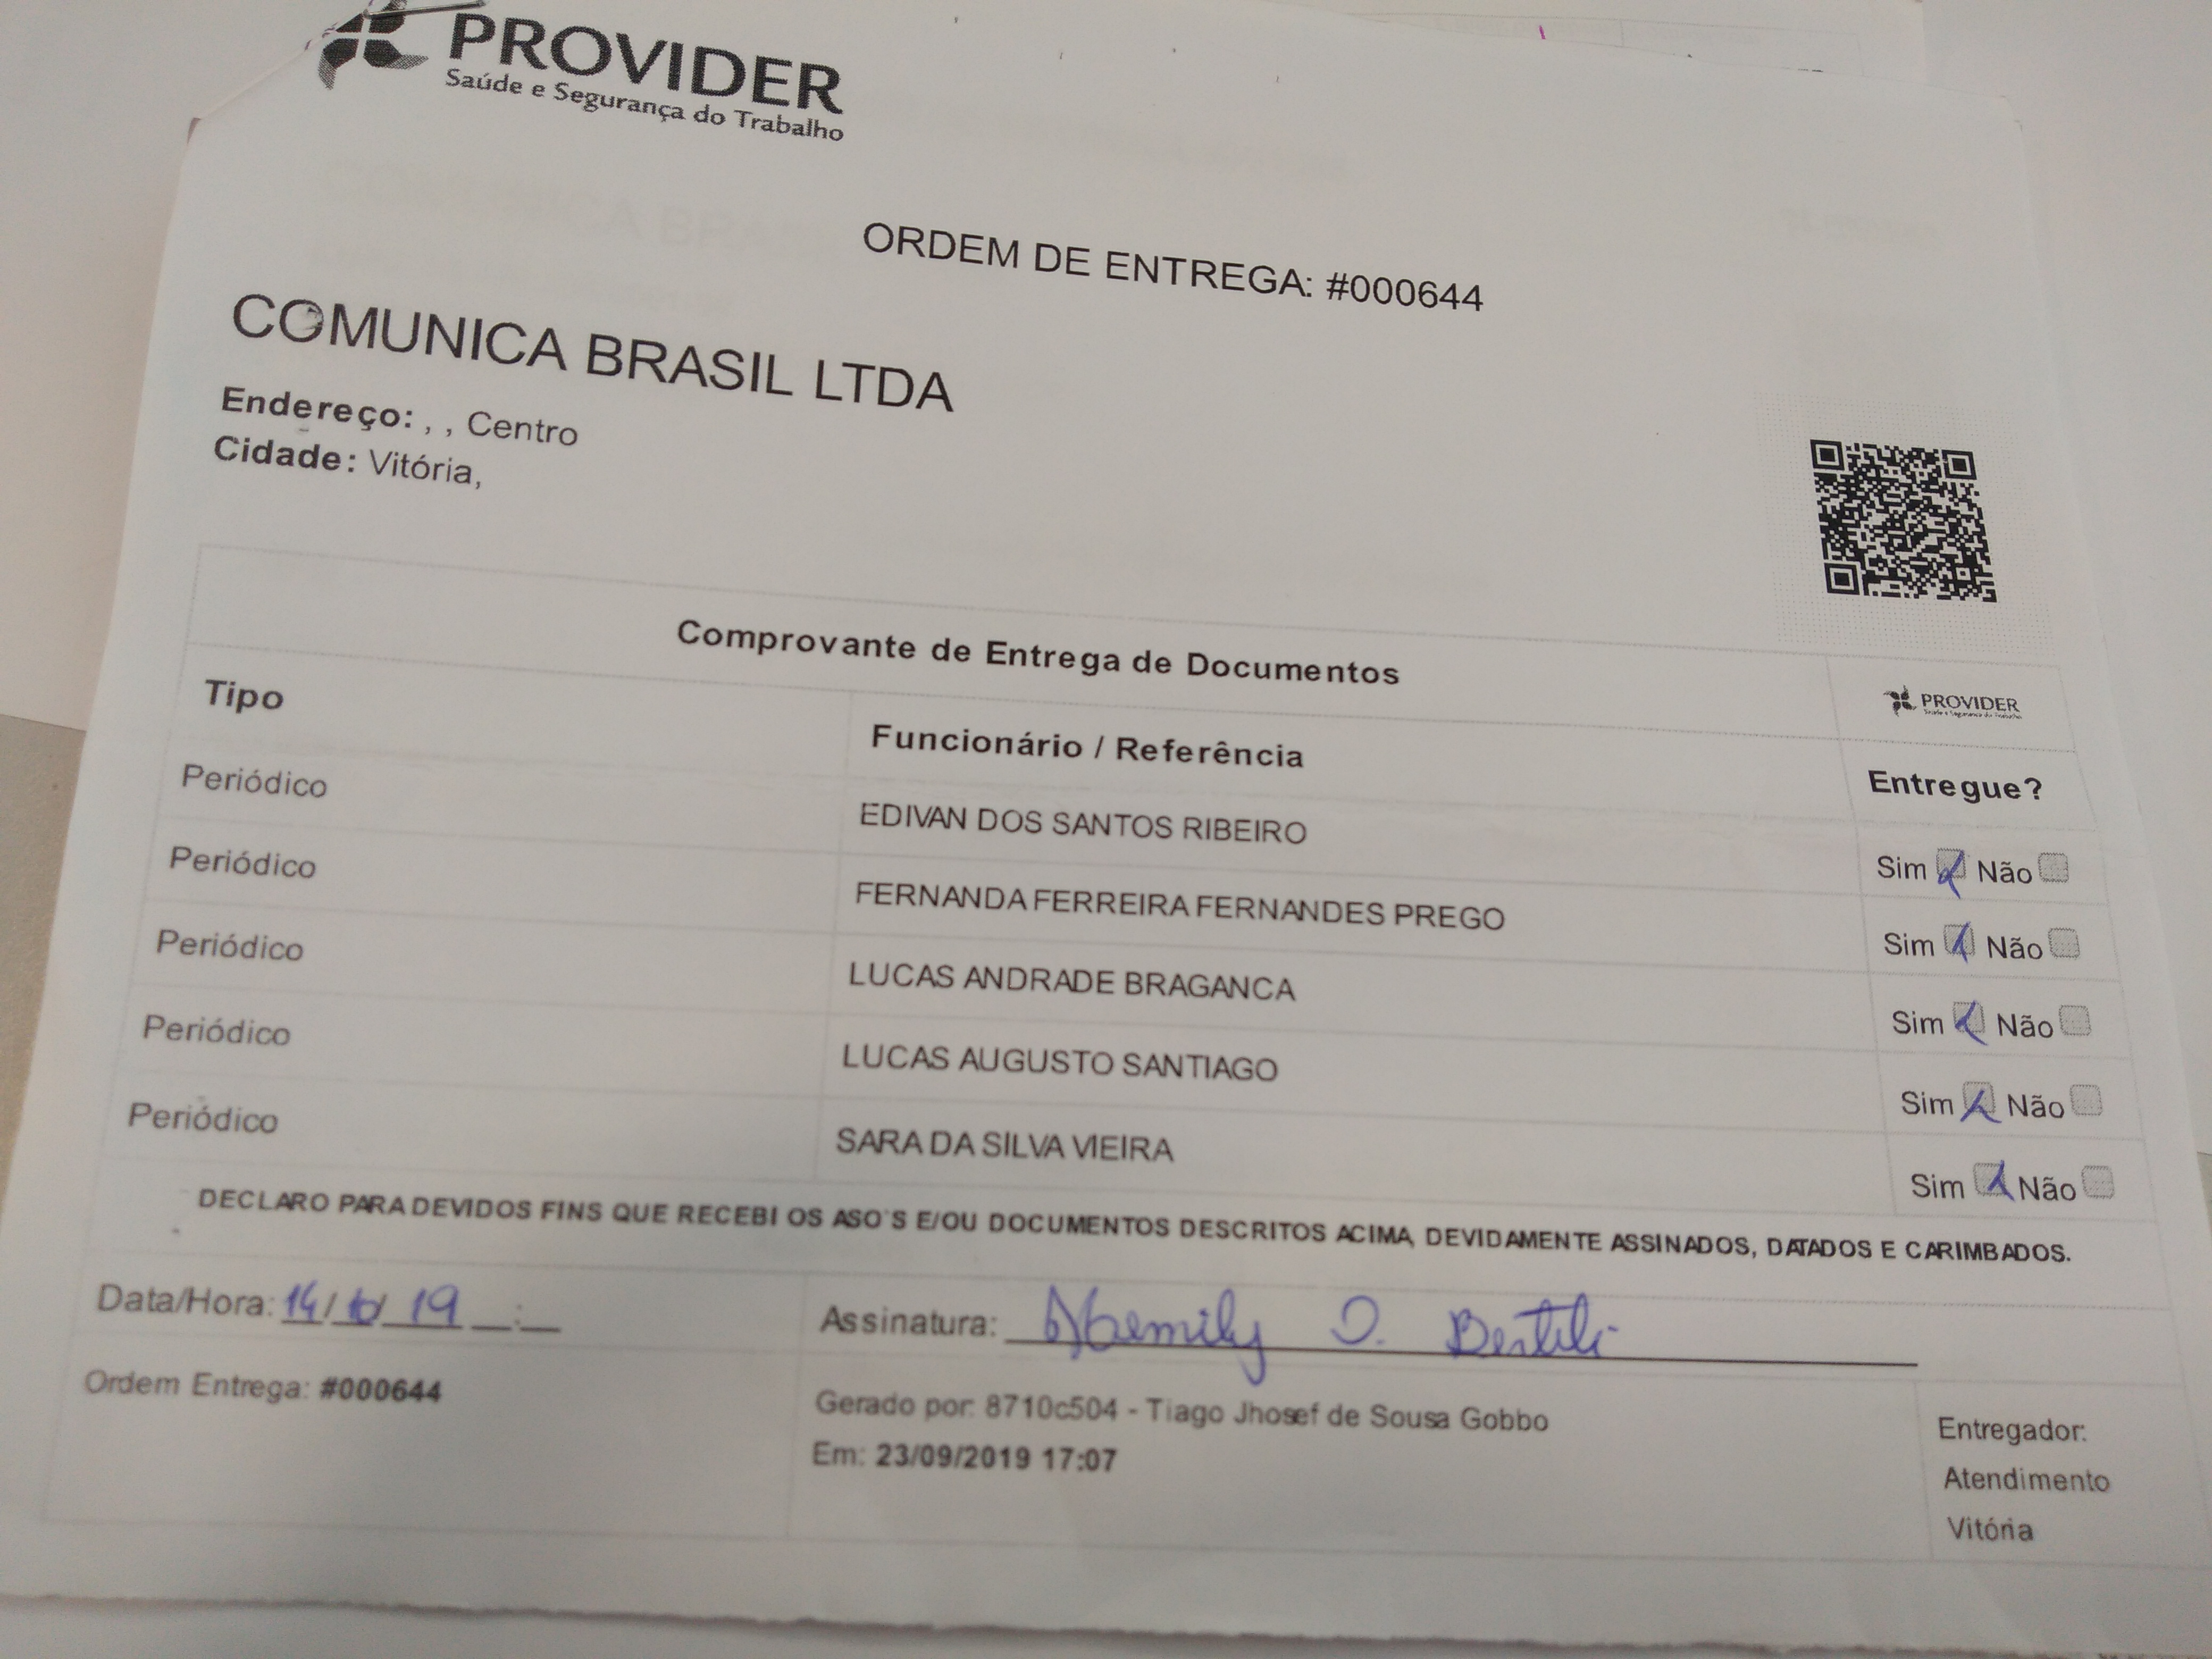 PROVIDER
Saúde e Segurança do Trabalho
ORDEM DE ENTREGA: #000644
COMUNICA BRASIL LTDA
Endereço: , , Centro
Cidade: Vitória,
Comprovante de Entrega de Documentos
PROVIDER
Saúde e Segurança do Trabalho
Tipo Funcionário / Referência Entregue?
Periódico EDIVAN DOS SANTOS RIBEIRO Sim Não
Periódico FERNANDA FERREIRA FERNANDES PREGO Sim Não
Periódico LUCAS ANDRADE BRAGANCA Sim Não
Periódico LUCAS AUGUSTO SANTIAGO Sim Não
Periódico SARA DA SILVA VIEIRA Sim Não
DECLARO PARA DEVIDOS FINS QUE RECEBI OS ASO'S E/OU DOCUMENTOS DESCRITOS ACIMA, DEVIDAMENTE ASSINADOS, DATADOS E CARIMBADOS.
Data/Hora: 14/10/19 __:__ Assinatura: O.
Ordem Entrega: #000644
Gerado por: 8710c504 - Tiago Jhosef de Sousa Gobbo
Em: 23/09/2019 17:07
Entregador:
Atendimento
Vitória